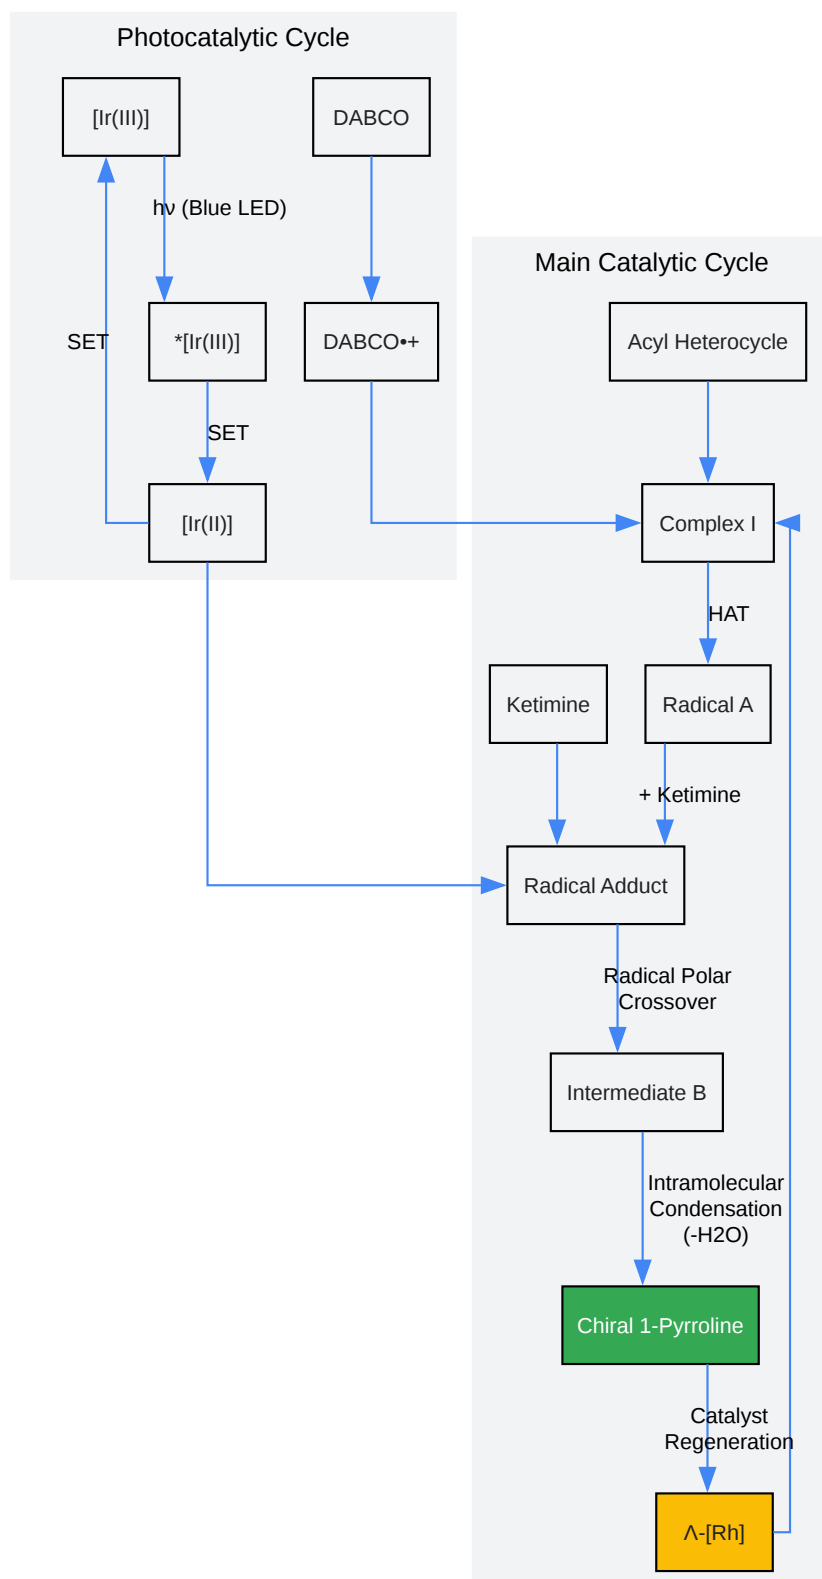 Photocatalytic Cycle
[Ir(III)]
DABCO
hν (Blue LED)
Main Catalytic Cycle
*[Ir(III)]
DABCO•+
Acyl Heterocycle
SET
SET
[Ir(II)]
Complex I
HAT
Ketimine
Radical A
+ Ketimine
Radical Adduct
Radical Polar
Crossover
Intermediate B
Intramolecular
Condensation
(-H2O)
Chiral 1-Pyrroline
Catalyst
Regeneration
Λ-[Rh]